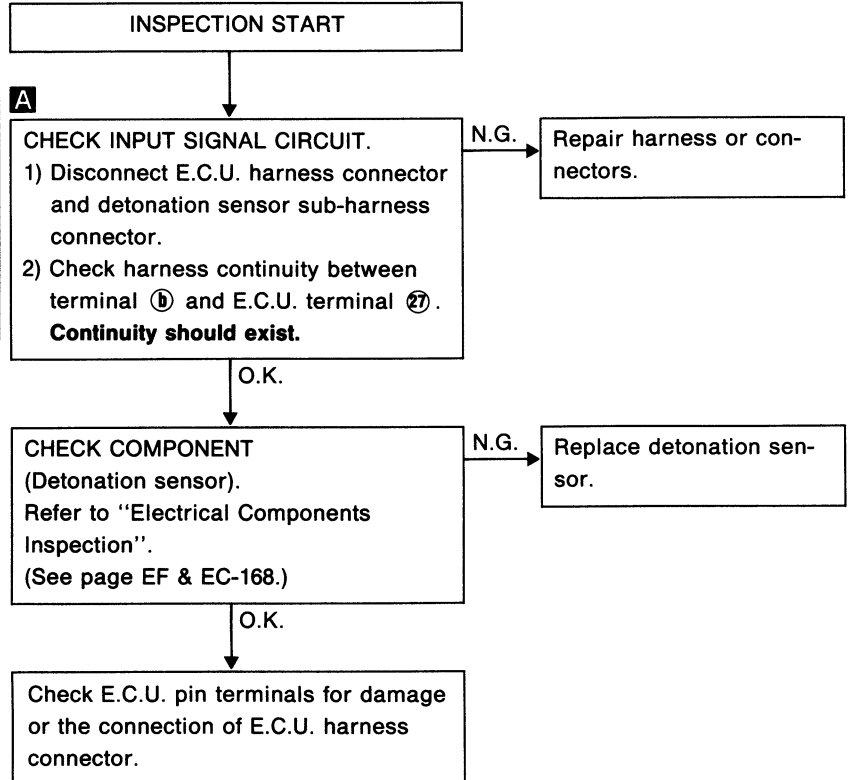 INSPECTION START
A
CHECK INPUT SIGNAL CIRCUIT.
1) Disconnect E.C.U. harness connector
and detonation sensor sub-harness
connector.
2) Check harness continuity between
terminal ⓑ and E.C.U. terminal ㉗.
Continuity should exist.
N.G.
Repair harness or con-
nectors.
O.K.
CHECK COMPONENT
(Detonation sensor).
Refer to ‘‘Electrical Components
Inspection’’.
(See page EF & EC-168.)
N.G.
Replace detonation sen-
sor.
O.K.
Check E.C.U. pin terminals for damage
or the connection of E.C.U. harness
connector.